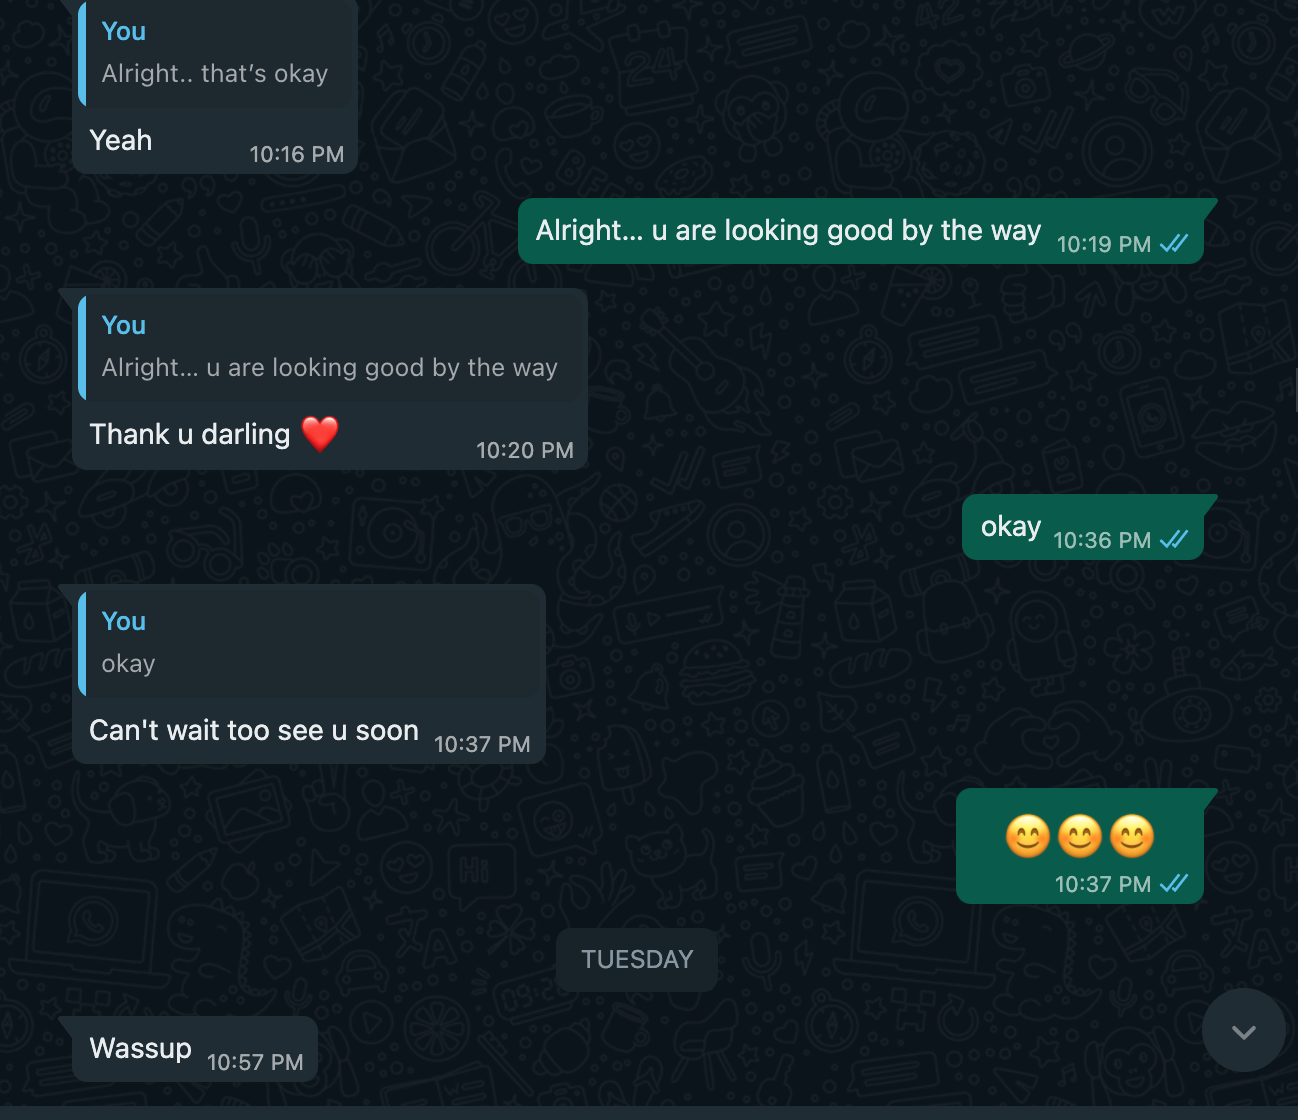 You
Alright.. that’s okay
Yeah
10:16 PM
Alright... u are looking good by the way
10:19 PM
You
Alright... u are looking good by the way
Thank u darling ❤️
10:20 PM
okay
10:36 PM
You
okay
Can't wait too see u soon
10:37 PM
😊😊😊
10:37 PM
TUESDAY
Wassup
10:57 PM